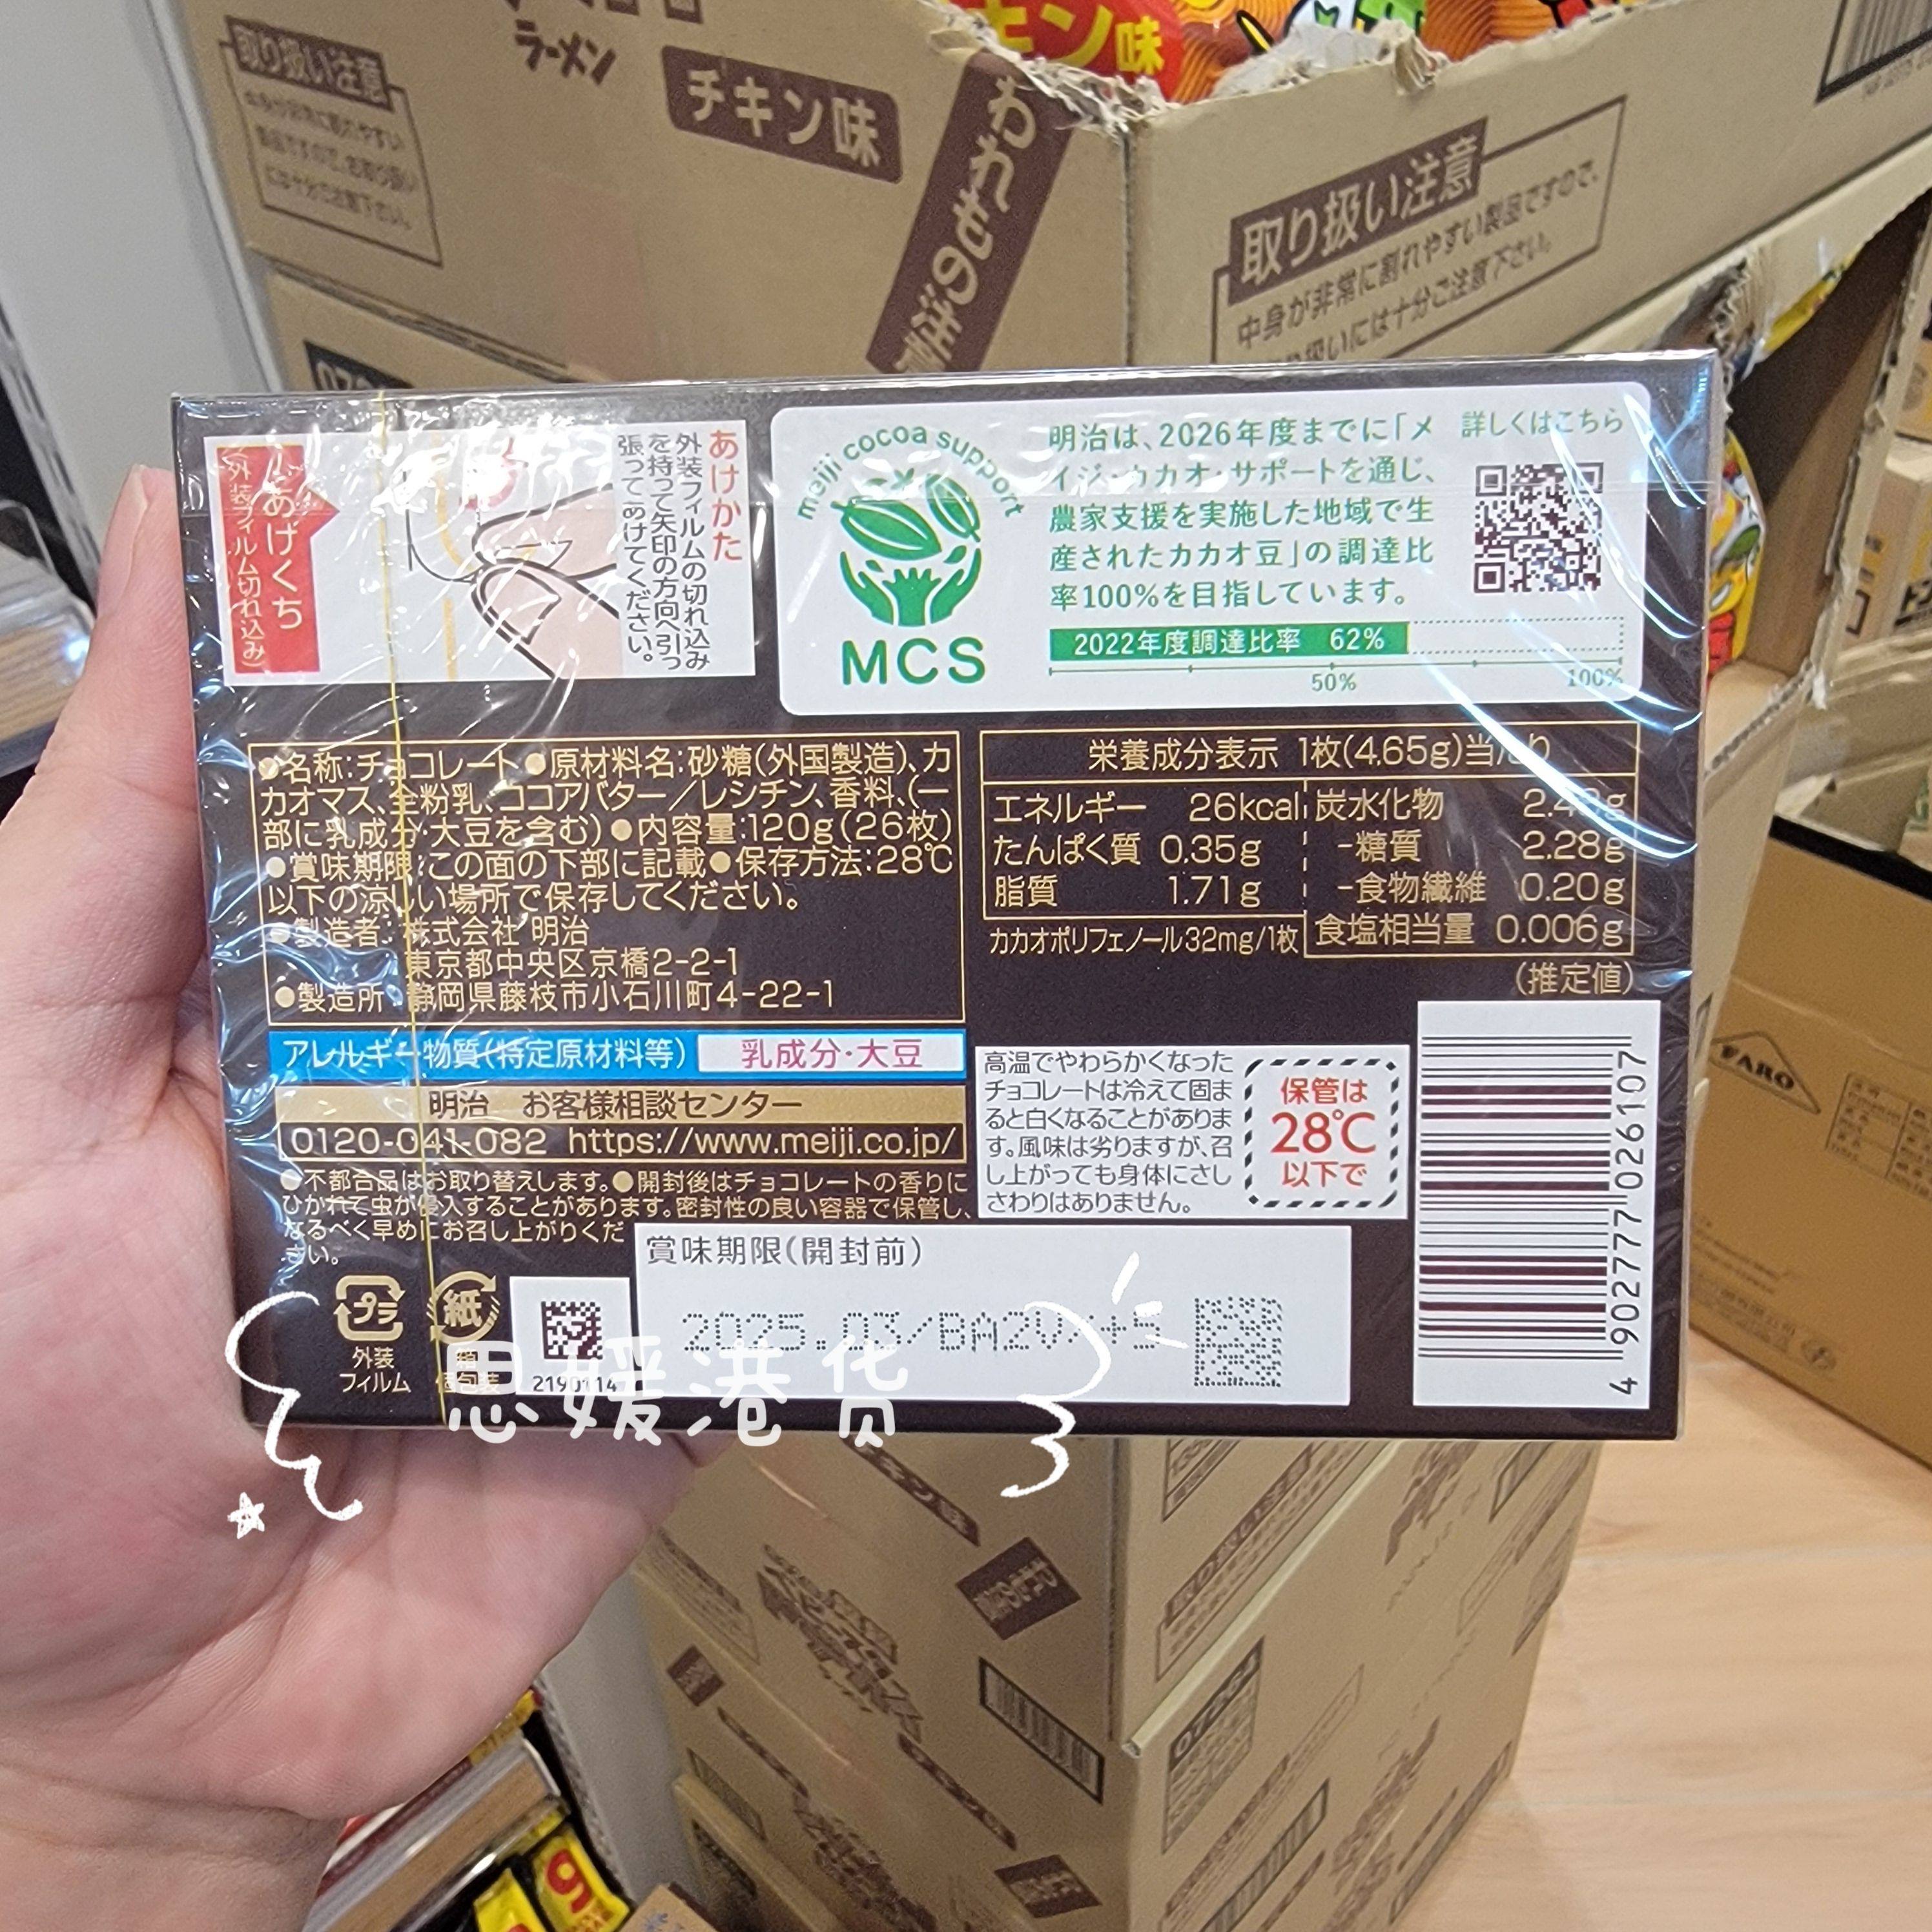 ラーメン
チキン味
われもの注意
取り扱い注意
キン味
取り扱い注意
中身が非常に割れやすい製品ですので、
扱いには十分ご注意下さい。
あけくち
(外装フィルム切れ込み)
あけかた
外装フィルムの切れ込み
を持って矢印の方向へ引っ
張ってあけてください。
meiji cocoa support
MCS
明治は、2026年度までに「メ
イジ・カカオ・サポートを通じ、
農家支援を実施した地域で生
産されたカカオ豆」の調達比
率100%を目指しています。
詳しくはこちら
2022年度調達比率 62%
50%
100%
●名称:チョコレート●原材料名:砂糖(外国製造)、カ
カオマス、全粉乳、ココアバター/レシチン、香料、(一
部に乳成分・大豆を含む)●内容量:120g(26枚)
●賞味期限:この面の下部に記載●保存方法:28℃
以下の涼しい場所で保存してください。
●製造者:株式会社 明治
東京都中央区京橋2-2-1
●製造所:静岡県藤枝市小石川町4-22-1
栄養成分表示 1枚(4.65g)当たり
エネルギー 26kcal
たんぱく質 0.35g
脂質 1.71g
炭水化物
-糖質 2.28g
-食物繊維 0.20g
食塩相当量 0.006g
カカオポリフェノール32mg/1枚
(推定値)
アレルギー物質(特定原材料等) 乳成分・大豆
明治 お客様相談センター
0120-041-082 https://www.meiji.co.jp/
●不都合品はお取り替えします。●開封後はチョコレートの香りに
ひかれて虫が侵入することがあります。密封性の良い容器で保管し、
なるべく早めにお召し上がりくだ
さい。
高温でやわらかくなった
チョコレートは冷えて固ま
ると白くなることがありま
す。風味は劣りますが、召
し上がっても身体にさし
さわりはありません。
保管は
28℃
以下で
4 902777 026107
賞味期限(開封前)
2025.03/BA20/+S
プラ
外装
フィルム
紙
箱
個包装
2190114
思媛港货
FARO